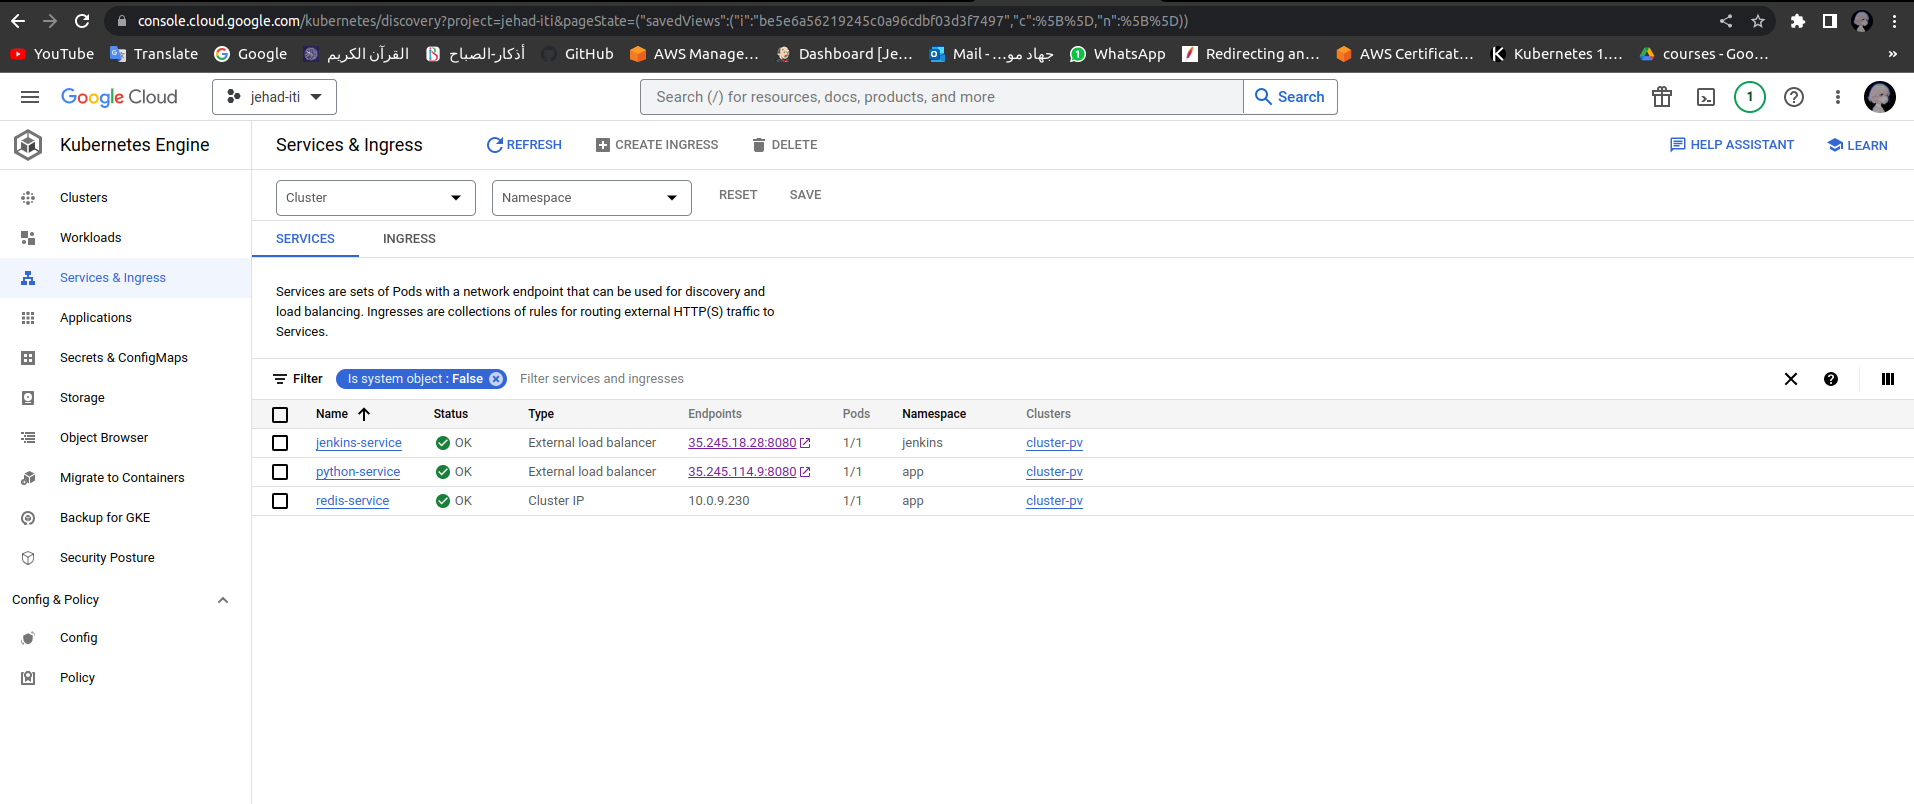 console.cloud.google.com/kubernetes/discovery?project=jehad-iti&pageState=("savedViews":("i":"be5e6a56219245c0a96cdbf03d3f7497","c":%5B%5D,"n":%5B%5D))
YouTube Translate Google القرآن الكريم أذكار-الصباح GitHub AWS Manage... Dashboard [Je... Mail - ...جهاد مو WhatsApp Redirecting an... AWS Certificat... Kubernetes 1.... courses - Goo... »
Google Cloud jehad-iti Search (/) for resources, docs, products, and more Search 1
Kubernetes Engine Services & Ingress REFRESH CREATE INGRESS DELETE HELP ASSISTANT LEARN
Clusters
Workloads
Services & Ingress
Applications
Secrets & ConfigMaps
Storage
Object Browser
Migrate to Containers
Backup for GKE
Security Posture
Config & Policy
Config
Policy
Cluster Namespace RESET SAVE
SERVICES INGRESS
Services are sets of Pods with a network endpoint that can be used for discovery and
load balancing. Ingresses are collections of rules for routing external HTTP(S) traffic to
Services.
Filter Is system object : False Filter services and ingresses
Name Status Type Endpoints Pods Namespace Clusters
jenkins-service OK External load balancer 35.245.18.28:8080 1/1 jenkins cluster-pv
python-service OK External load balancer 35.245.114.9:8080 1/1 app cluster-pv
redis-service OK Cluster IP 10.0.9.230 1/1 app cluster-pv